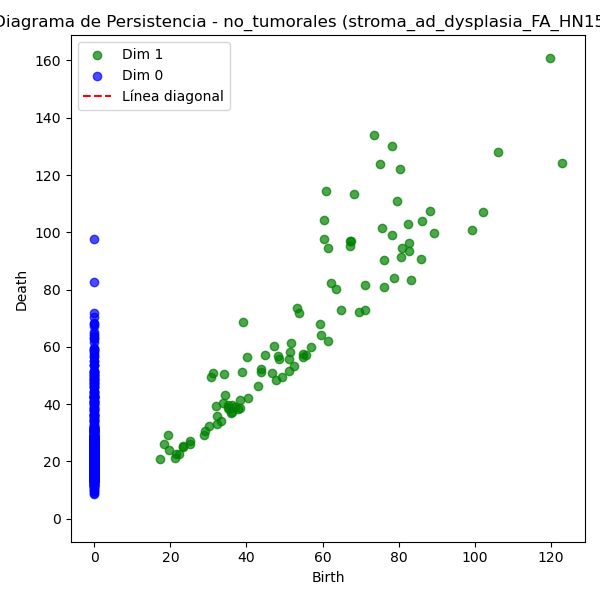 Diagrama de Persistencia - no_tumorales (stroma_ad_dysplasia_FA_HN15
Dim 1
Dim 0
Línea diagonal
Death
160
140
120
100
80
60
40
20
0
0 20 40 60 80 100 120
Birth